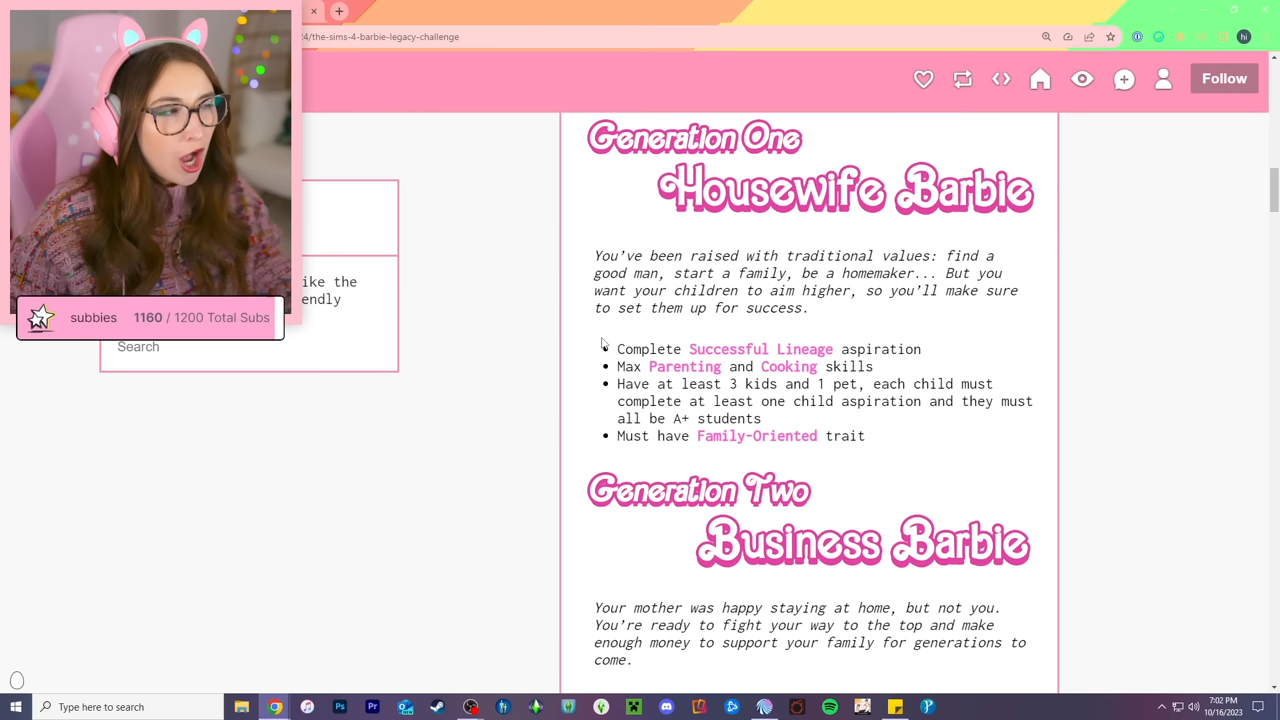 4/the-sims-4-barbie-legacy-challenge
hi
Follow
subbies 1160 / 1200 Total Subs
ike the
endly
Search
Generation One
Housewife Barbie
You've been raised with traditional values: find a
good man, start a family, be a homemaker... But you
want your children to aim higher, so you'll make sure
to set them up for success.
Complete Successful Lineage aspiration
Max Parenting and Cooking skills
Have at least 3 kids and 1 pet, each child must
complete at least one child aspiration and they must
all be A+ students
Must have Family-Oriented trait
Generation Two
Business Barbie
Your mother was happy staying at home, but not you.
You're ready to fight your way to the top and make
enough money to support your family for generations to
come.
Type here to search
Ps
Pr
7:02 PM
10/16/2023